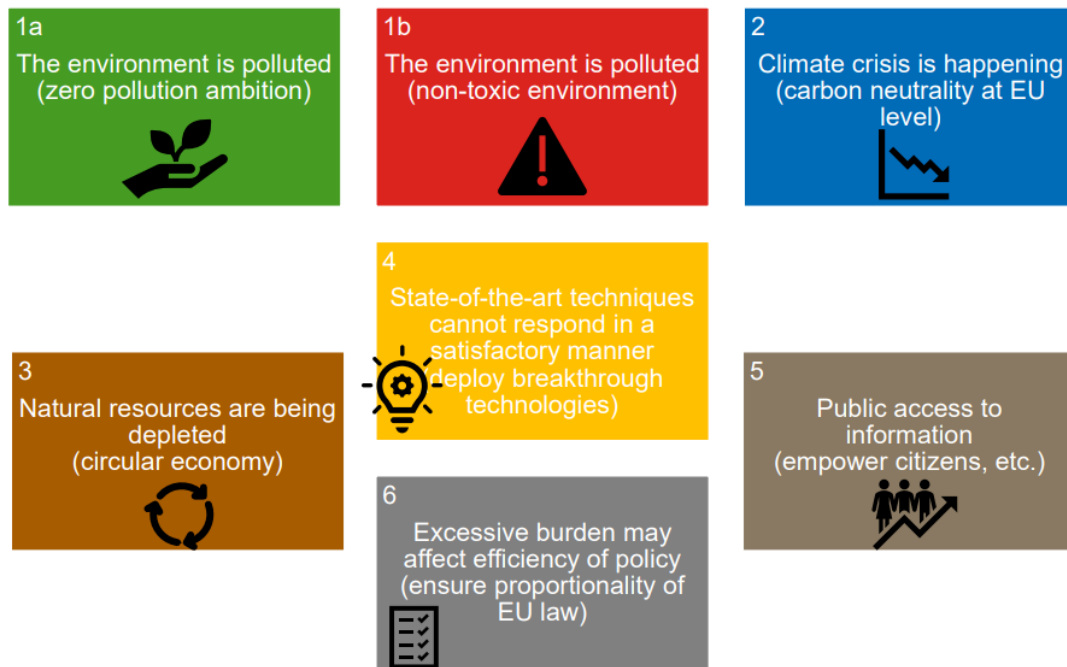 1a
The environment is polluted
(zero pollution ambition)
1b
The environment is polluted
(non-toxic environment)
2
Climate crisis is happening
(carbon neutrality at EU
level)
3
Natural resources are being
depleted
(circular economy)
4
State-of-the-art techniques
cannot respond in a
satisfactory manner
(deploy breakthrough
technologies)
5
Public access to
information
(empower citizens, etc.)
6
Excessive burden may
affect efficiency of policy
(ensure proportionality of
EU law)